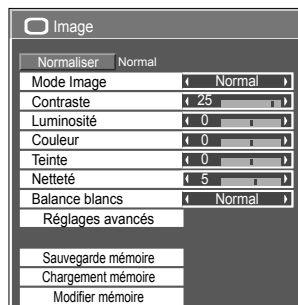 Image
Normaliser Normal
Mode Image Normal
Contraste 25
Luminosité 0
Couleur 0
Teinte 0
Netteté 5
Balance blancs Normal
Réglages avancés
Sauvegarde mémoire
Chargement mémoire
Modifier mémoire